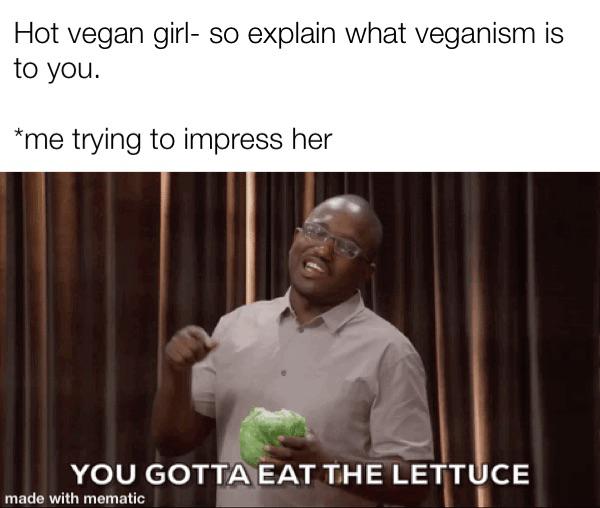 Hot vegan girl- so explain what veganism is
to you.
*me trying to impress her
YOU GOTTA EAT THE LETTUCE
made with mematic